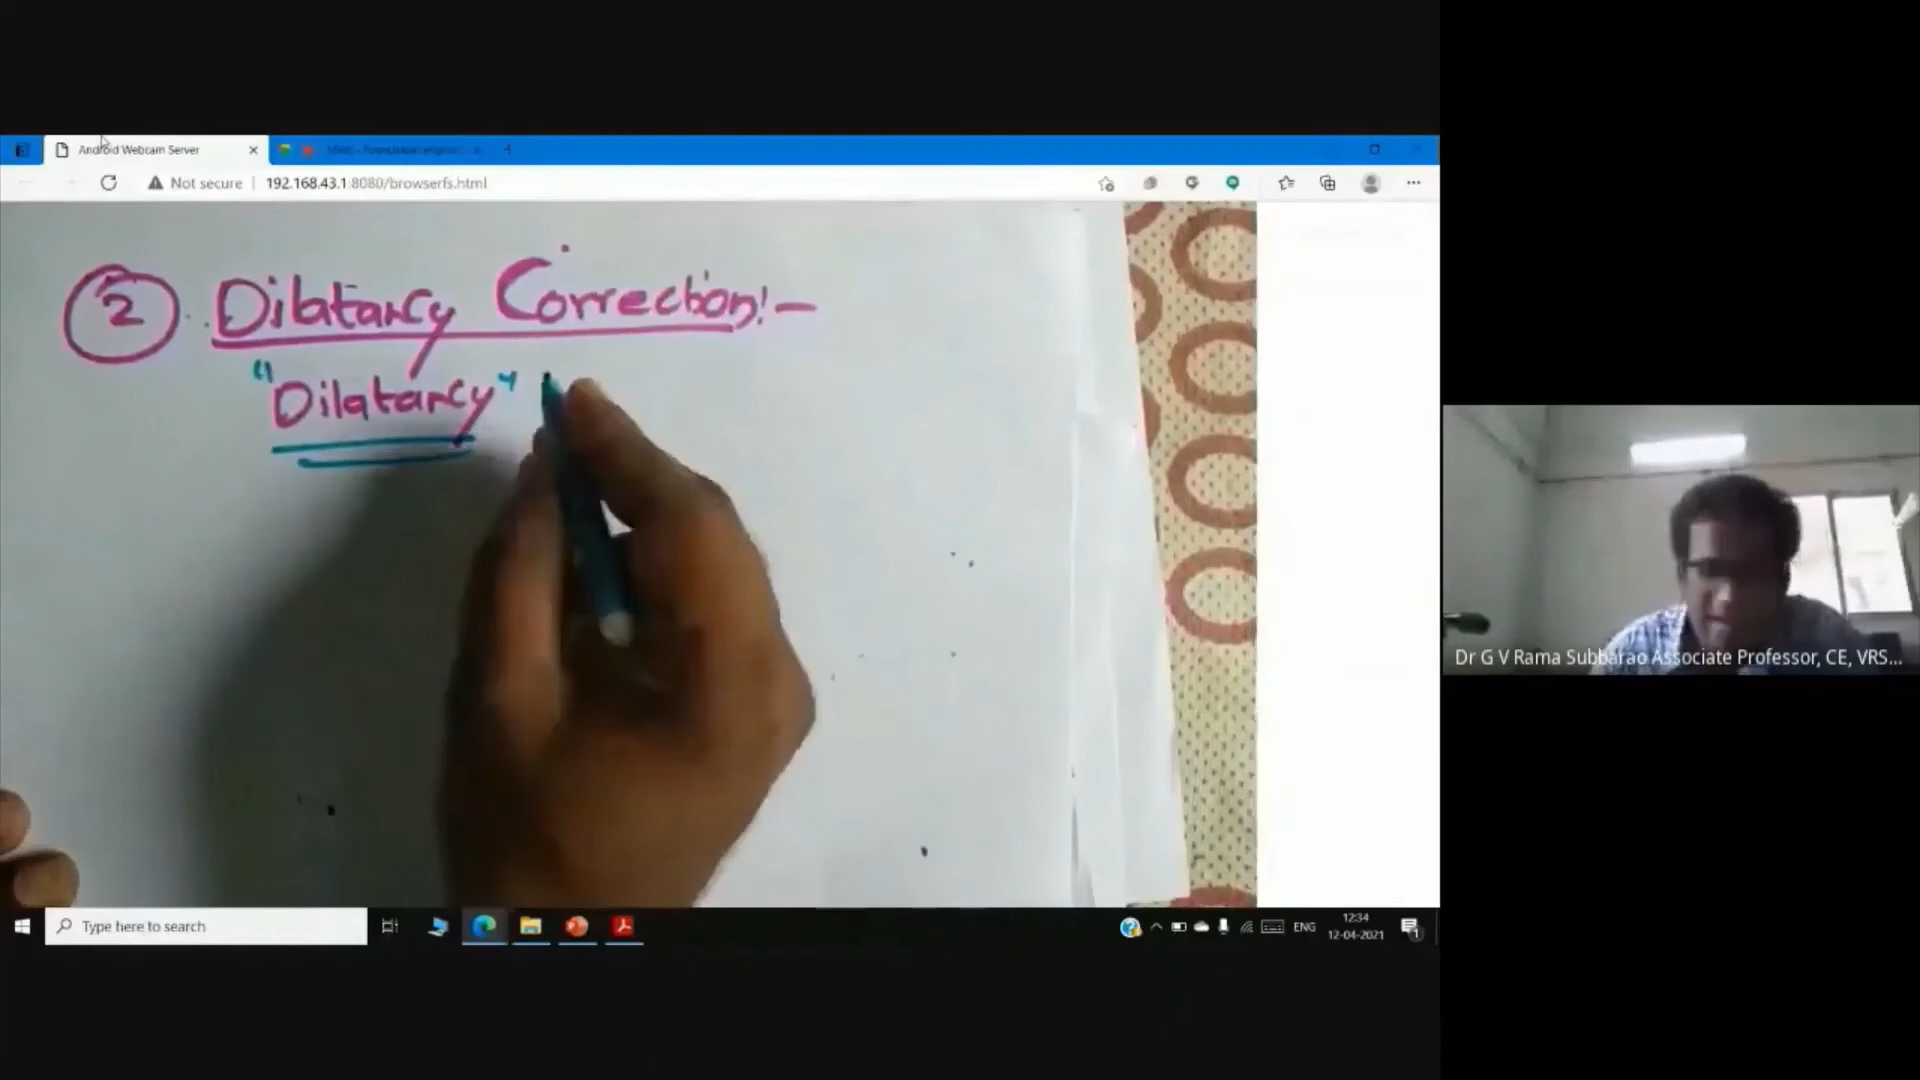 Android Webcam Server
Not secure 192.168.43.1:8080/browserfs.html
2 Dilatancy Correction:-
"Dilatancy"
Dr G V Rama Subbarao Associate Professor, CE, VRS...
Type here to search
ENG
12:34
12-04-2021
1